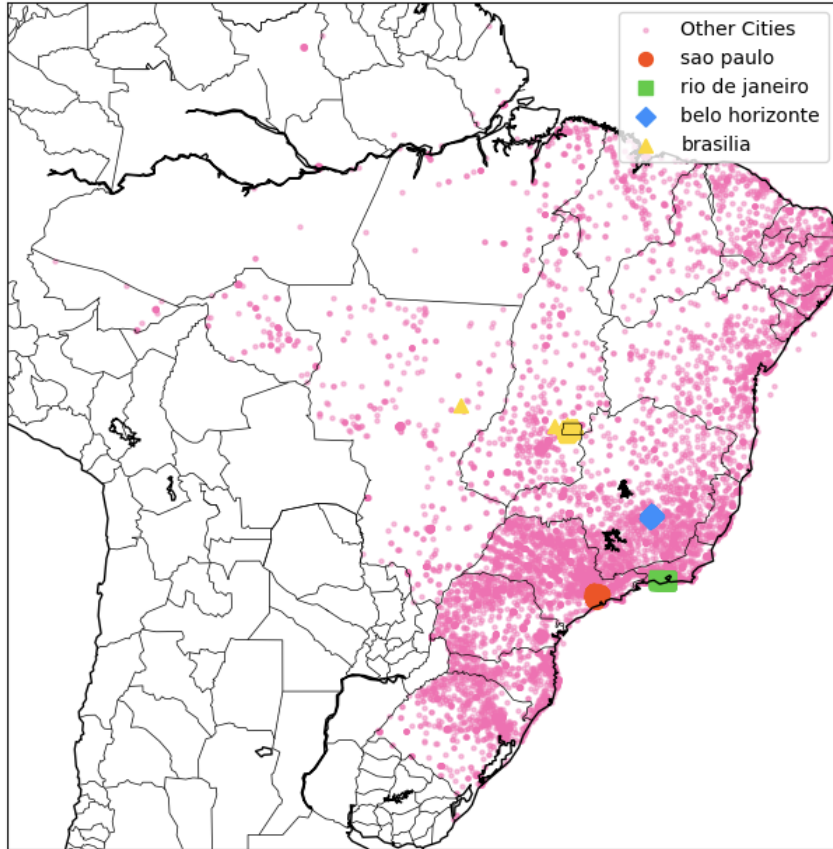 Other Cities
sao paulo
rio de janeiro
belo horizonte
brasilia